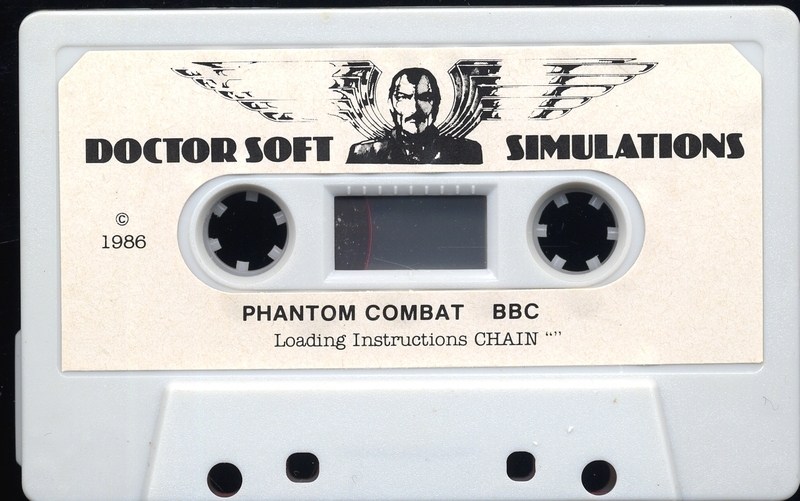 DOCTOR SOFT SIMULATIONS
©
1986
PHANTOM COMBAT BBC
Loading Instructions CHAIN “”